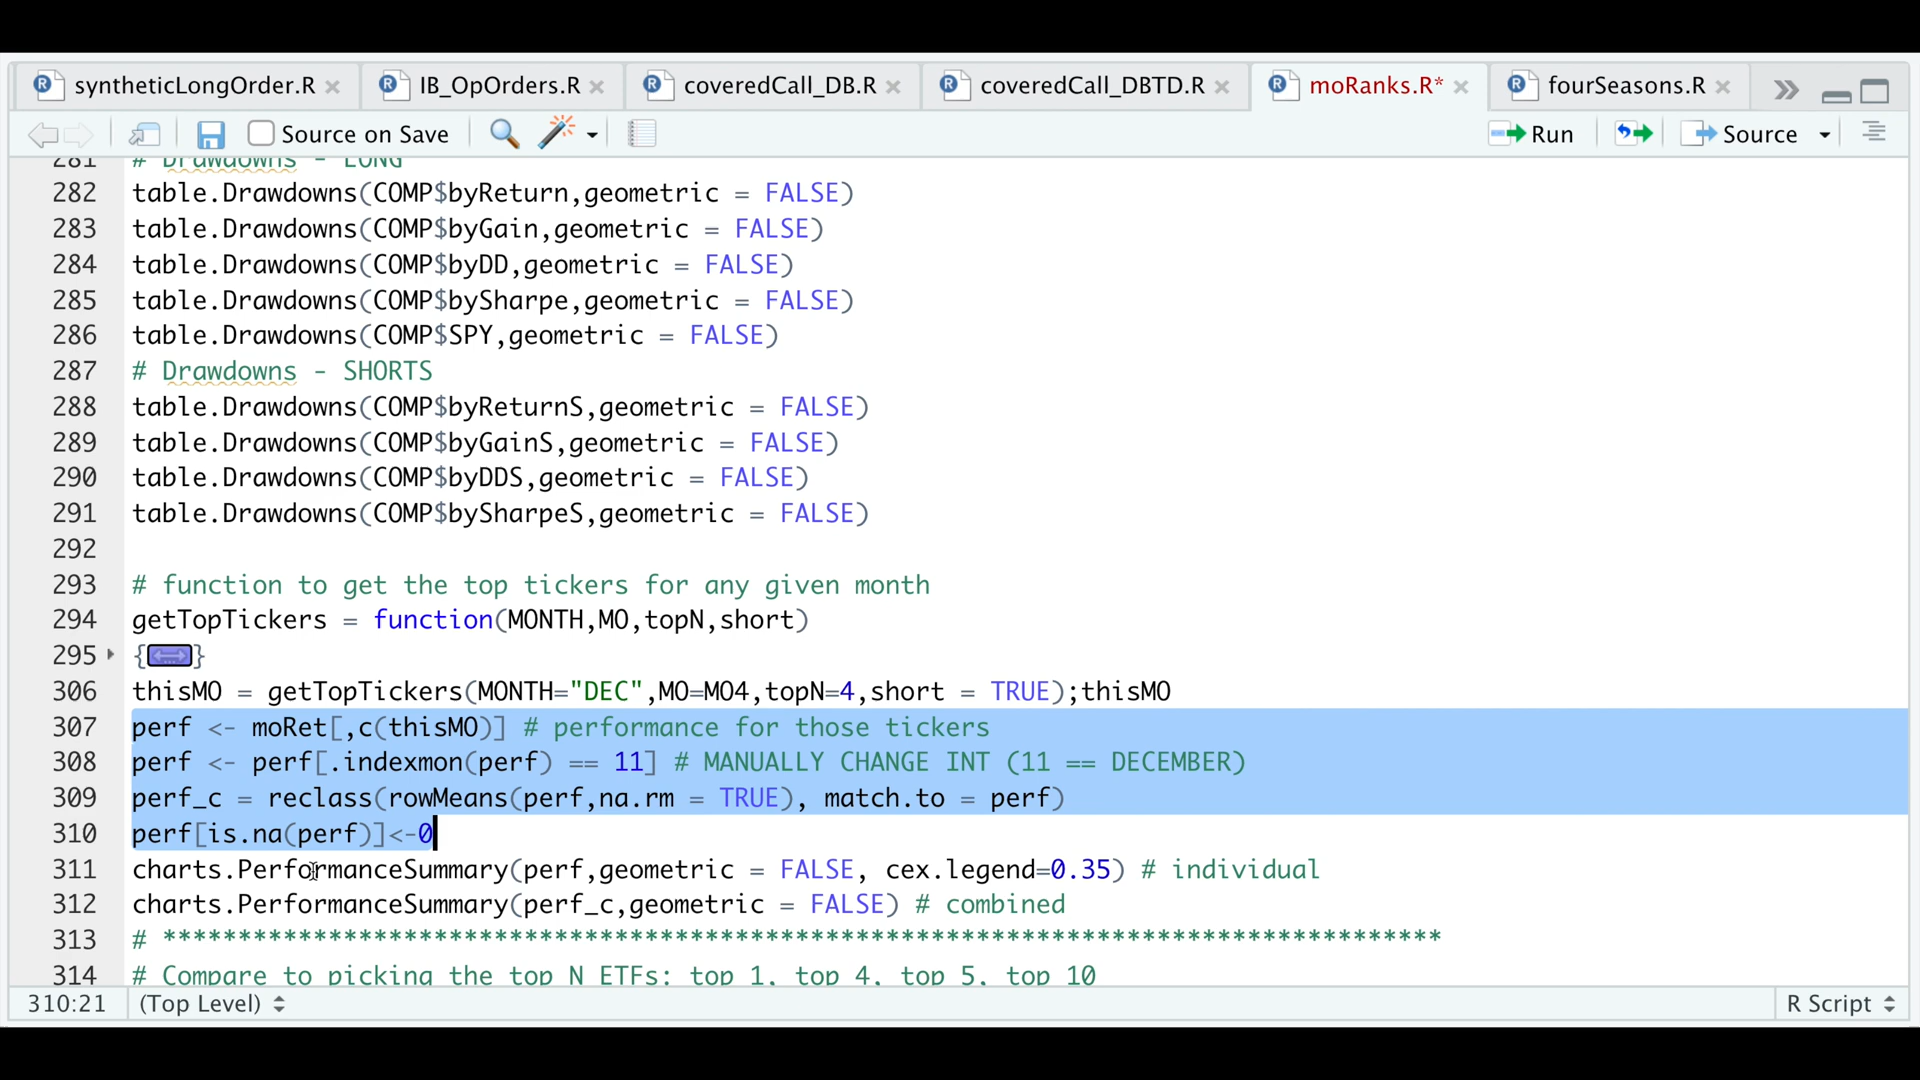 syntheticLongOrder.R IB_OpOrders.R coveredCall_DB.R coveredCall_DBTD.R moRanks.R* fourSeasons.R
Source on Save Run Source
281 # Drawdowns - LONG
282 table.Drawdowns(COMP$byReturn,geometric = FALSE)
283 table.Drawdowns(COMP$byGain,geometric = FALSE)
284 table.Drawdowns(COMP$byDD,geometric = FALSE)
285 table.Drawdowns(COMP$bySharpe,geometric = FALSE)
286 table.Drawdowns(COMP$SPY,geometric = FALSE)
287 # Drawdowns - SHORTS
288 table.Drawdowns(COMP$byReturnS,geometric = FALSE)
289 table.Drawdowns(COMP$byGainS,geometric = FALSE)
290 table.Drawdowns(COMP$byDDS,geometric = FALSE)
291 table.Drawdowns(COMP$bySharpeS,geometric = FALSE)
292
293 # function to get the top tickers for any given month
294 getTopTickers = function(MONTH,MO,topN,short)
295 {}
306 thisMO = getTopTickers(MONTH="DEC",MO=MO4,topN=4,short = TRUE);thisMO
307 perf <- moRet[,c(thisMO)] # performance for those tickers
308 perf <- perf[.indexmon(perf) == 11] # MANUALLY CHANGE INT (11 == DECEMBER)
309 perf_c = reclass(rowMeans(perf,na.rm = TRUE), match.to = perf)
310 perf[is.na(perf)]<-0
311 charts.PerformanceSummary(perf,geometric = FALSE, cex.legend=0.35) # individual
312 charts.PerformanceSummary(perf_c,geometric = FALSE) # combined
313 # *************************************************************************************
314 # Compare to picking the top N ETFs: top 1, top 4, top 5, top 10
310:21 (Top Level) R Script